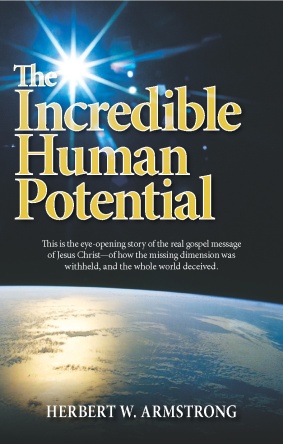 The
Incredible
Human
Potential
This is the eye-opening story of the real gospel message
of Jesus Christ—of how the missing dimension was
withheld, and the whole world deceived.
HERBERT W. ARMSTRONG